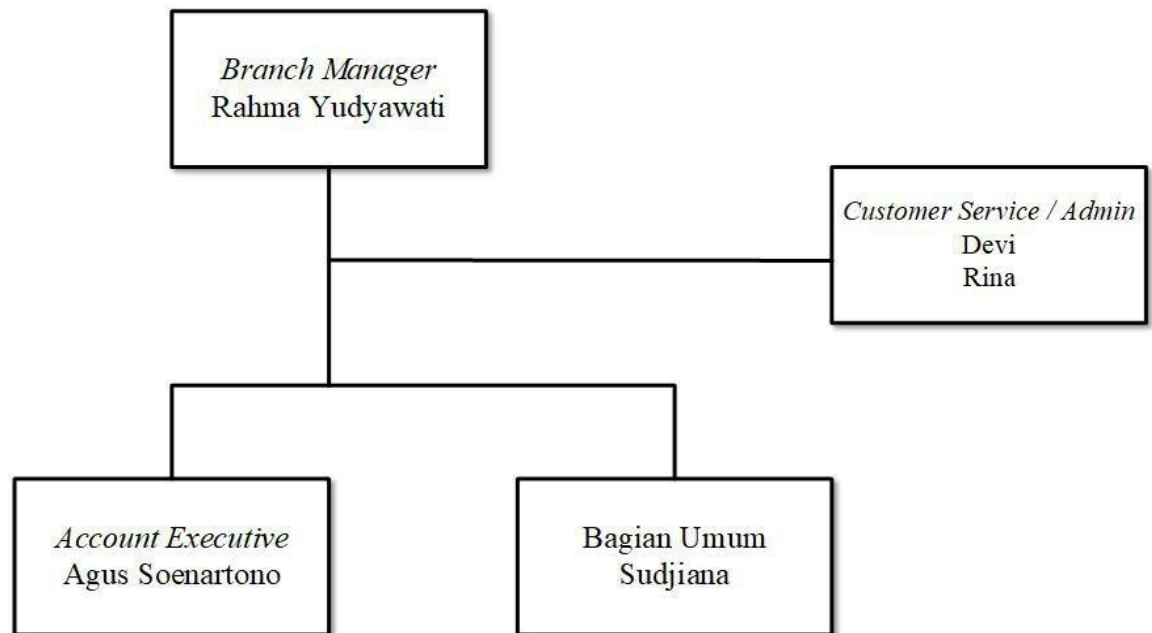 Branch Manager
Rahma Yudyawati
Customer Service / Admin
Devi
Rina
Account Executive
Agus Soenartono
Bagian Umum
Sudjiana